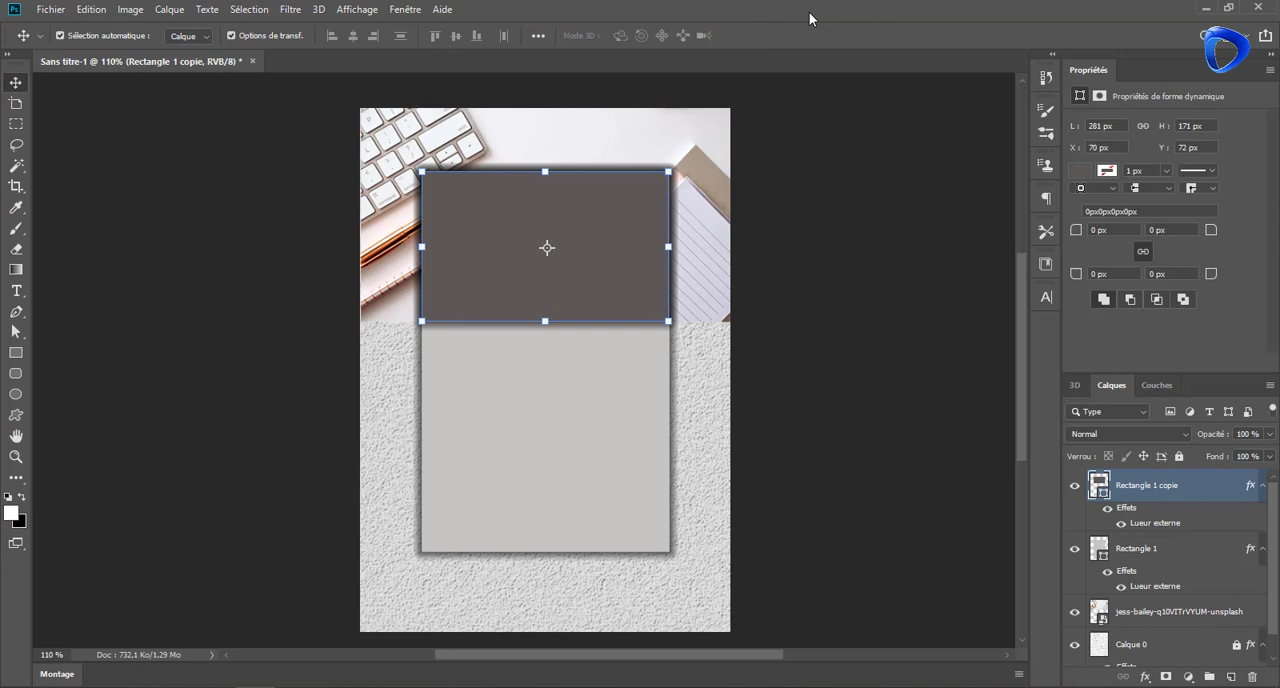 Ps Fichier Edition Image Calque Texte Sélection Filtre 3D Affichage Fenêtre Aide
Sélection automatique : Calque Options de transf. Mode 3D :
Sans titre-1 @ 110% (Rectangle 1 copie, RVB/8) *
Propriétés
Propriétés de forme dynamique
L : 281 px H : 171 px
X : 70 px Y : 72 px
1 px
0px0px0px0px
0 px 0 px
0 px 0 px
3D Calques Couches
Type
Normal Opacité : 100 %
Verrou : Fond : 100 %
Rectangle 1 copie fx
Effets
Lueur externe
Rectangle 1 fx
Effets
Lueur externe
jess-bailey-q10VITrVYUM-unsplash
Calque 0 fx
110 % Doc : 732,1 Ko/1,29 Mo
Montage